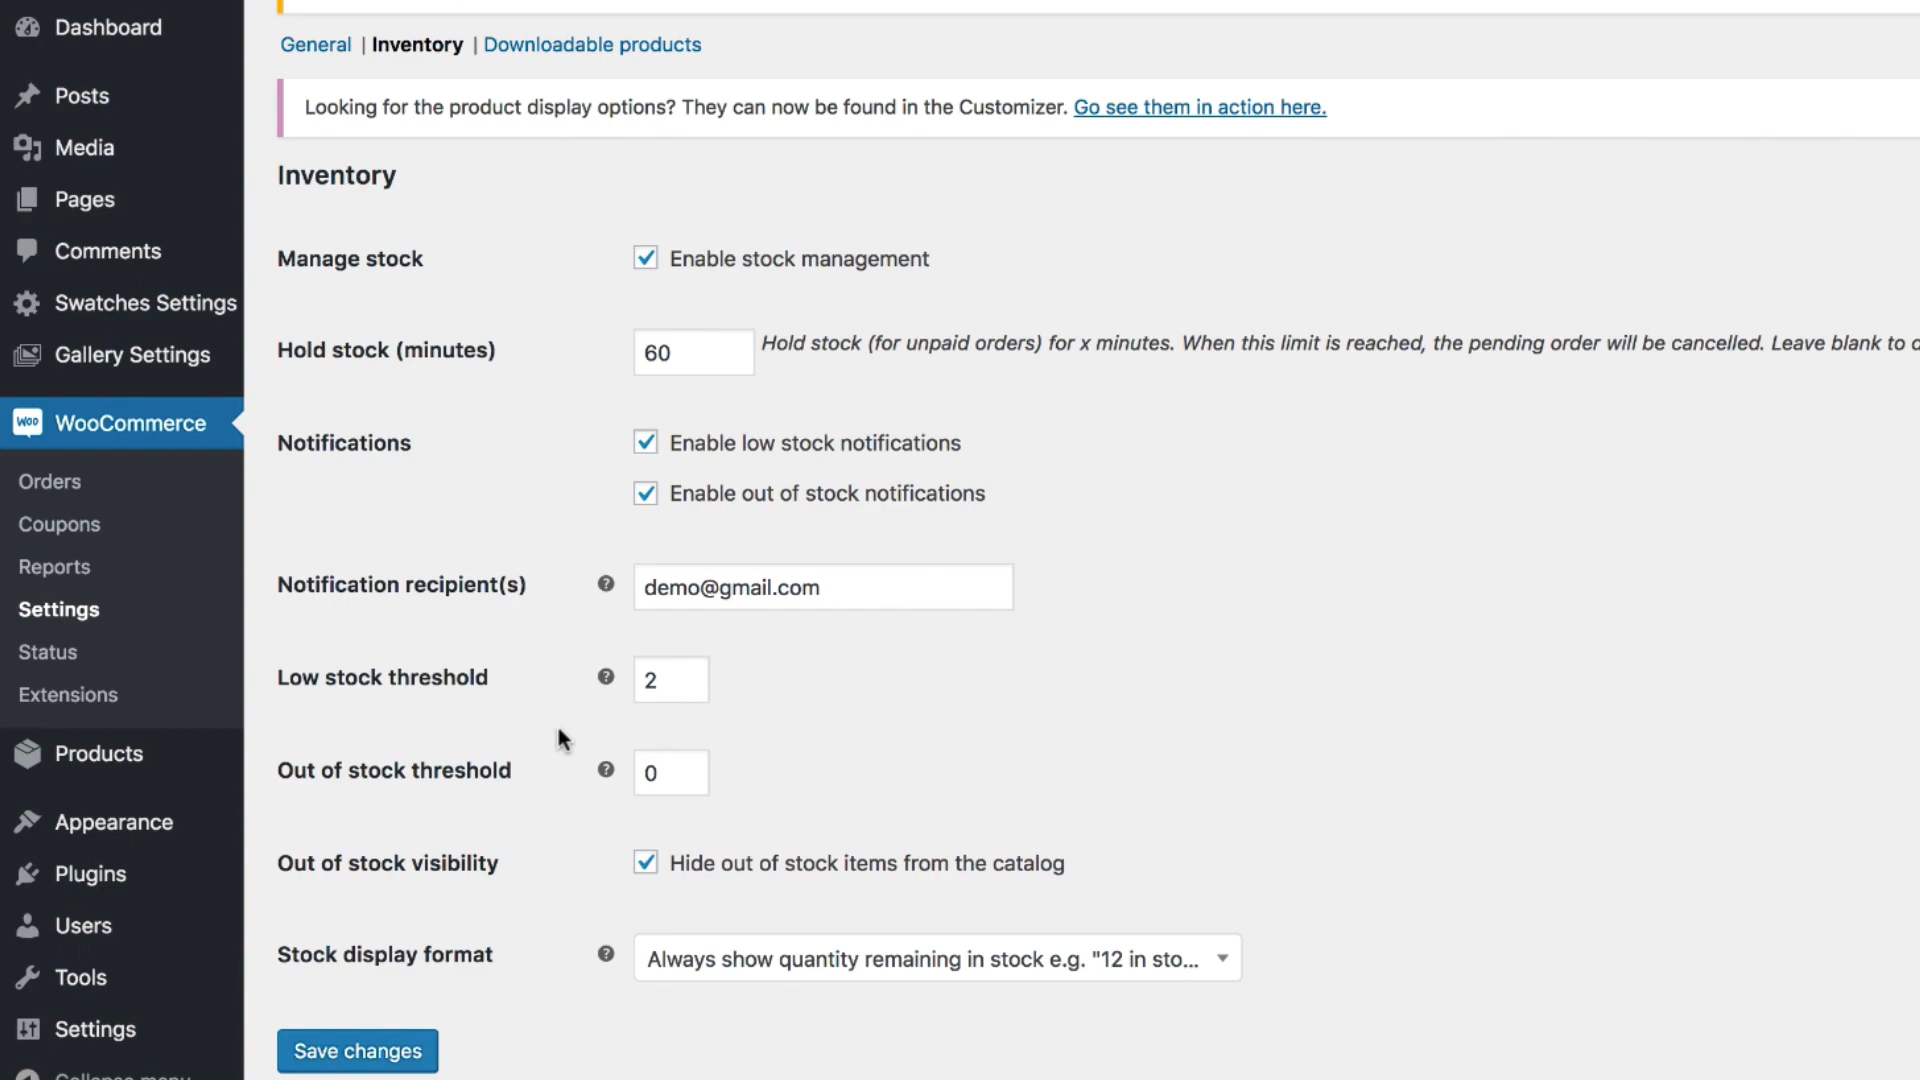 Dashboard
Posts
Media
Pages
Comments
Swatches Settings
Gallery Settings
Woo WooCommerce
Orders
Coupons
Reports
Settings
Status
Extensions
Products
Appearance
Plugins
Users
Tools
Settings
Collapse menu
General | Inventory | Downloadable products
Looking for the product display options? They can now be found in the Customizer. Go see them in action here.
Inventory
Manage stock Enable stock management
Hold stock (minutes) 60 Hold stock (for unpaid orders) for x minutes. When this limit is reached, the pending order will be cancelled. Leave blank to
Notifications Enable low stock notifications
Enable out of stock notifications
Notification recipient(s) ? demo@gmail.com
Low stock threshold ? 2
Out of stock threshold ? 0
Out of stock visibility Hide out of stock items from the catalog
Stock display format ? Always show quantity remaining in stock e.g. "12 in sto...
Save changes